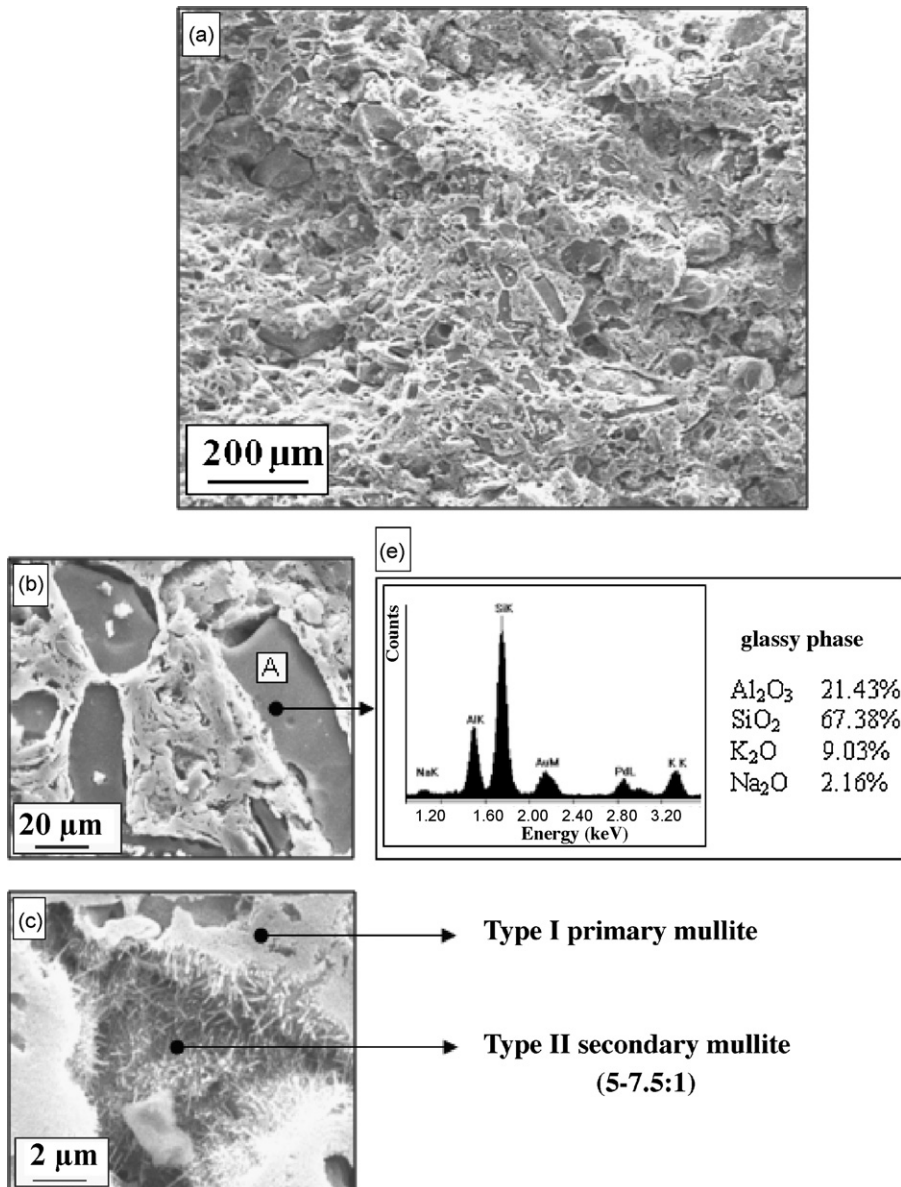 (a)
200 µm
(b)
A
20 µm
(e)
Counts
SiK
AlK
NaK
AuM
PdL
K K
1.20 1.60 2.00 2.40 2.80 3.20
Energy (keV)
glassy phase
Al₂O₃ 21.43%
SiO₂ 67.38%
K₂O 9.03%
Na₂O 2.16%
(c)
Type I primary mullite
Type II secondary mullite
(5-7.5:1)
2 µm